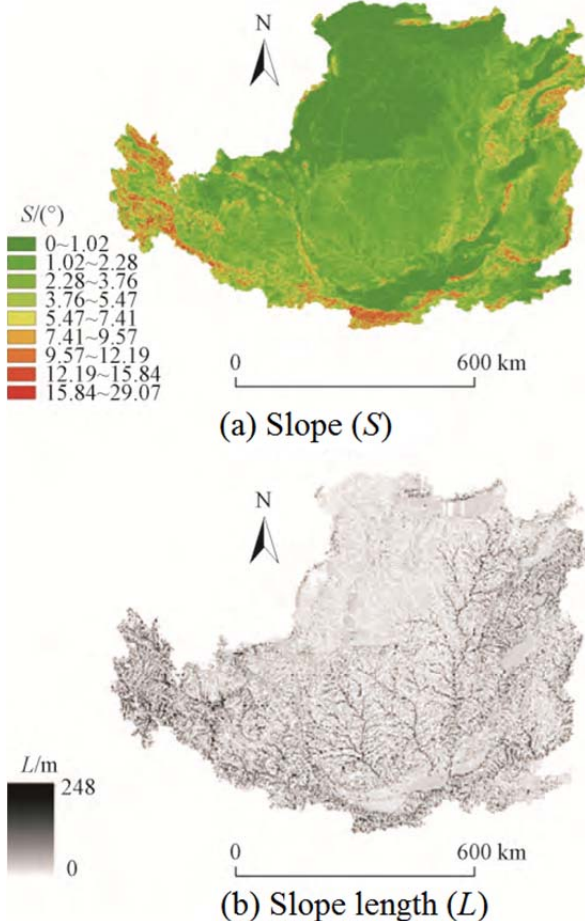 N
S/(°)
0~1.02
1.02~2.28
2.28~3.76
3.76~5.47
5.47~7.41
7.41~9.57
9.57~12.19
12.19~15.84
15.84~29.07
0 600 km
(a) Slope (S)
N
L/m
248
0
0 600 km
(b) Slope length (L)